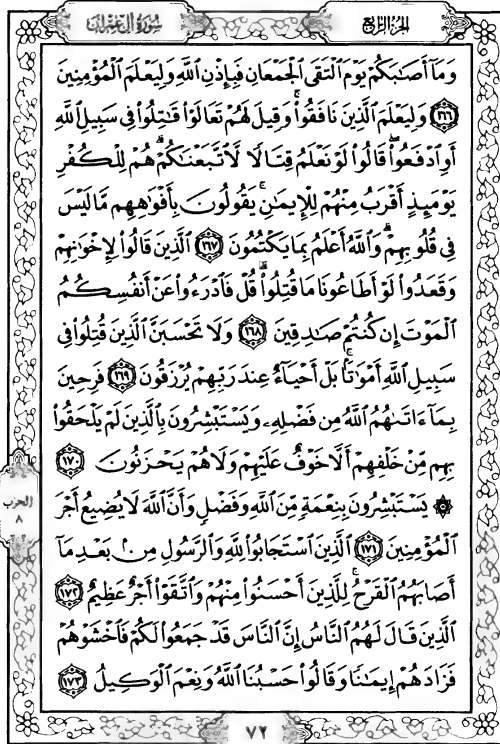 الجزء الرابع
سورة آل عمران
وَمَآ أَصَٰبَكُمْ يَوْمَ ٱلْتَقَى ٱلْجَمْعَانِ فَبِإِذْنِ ٱللَّهِ وَلِيَعْلَمَ ٱلْمُؤْمِنِينَ
١٦٦ وَلِيَعْلَمَ ٱلَّذِينَ نَافَقُوا۟ۚ وَقِيلَ لَهُمْ تَعَالَوْا۟ قَٰتِلُوا۟ فِى سَبِيلِ ٱللَّهِ
أَوِ ٱدْفَعُوا۟ۖ قَالُوا۟ لَوْ نَعْلَمُ قِتَالًا لَّٱتَّبَعْنَٰكُمْۗ هُمْ لِلْكُفْرِ
يَوْمَئِذٍ أَقْرَبُ مِنْهُمْ لِلْإِيمَٰنِۚ يَقُولُونَ بِأَفْوَٰهِهِم مَّا لَيْسَ
فِى قُلُوبِهِمْۗ وَٱللَّهُ أَعْلَمُ بِمَا يَكْتُمُونَ ١٦٧ ٱلَّذِينَ قَالُوا۟ لِإِخْوَٰنِهِمْ
وَقَعَدُوا۟ لَوْ أَطَاعُونَا مَا قُتِلُوا۟ۗ قُلْ فَٱدْرَءُوا۟ عَنْ أَنفُسِكُمُ
ٱلْمَوْتَ إِن كُنتُمْ صَٰدِقِينَ ١٦٨ وَلَا تَحْسَبَنَّ ٱلَّذِينَ قُتِلُوا۟ فِى
سَبِيلِ ٱللَّهِ أَمْوَٰتًۢاۚ بَلْ أَحْيَآءٌ عِندَ رَبِّهِمْ يُرْزَقُونَ ١٦٩ فَرِحِينَ
بِمَآ ءَاتَىٰهُمُ ٱللَّهُ مِن فَضْلِهِۦ وَيَسْتَبْشِرُونَ بِٱلَّذِينَ لَمْ يَلْحَقُوا۟
بِهِم مِّنْ خَلْفِهِمْ أَلَّا خَوْفٌ عَلَيْهِمْ وَلَا هُمْ يَحْزَنُونَ ١٧٠
۞ يَسْتَبْشِرُونَ بِنِعْمَةٍ مِّنَ ٱللَّهِ وَفَضْلٍ وَأَنَّ ٱللَّهَ لَا يُضِيعُ أَجْرَ
ٱلْمُؤْمِنِينَ ١٧١ ٱلَّذِينَ ٱسْتَجَابُوا۟ لِلَّهِ وَٱلرَّسُولِ مِنۢ بَعْدِ مَآ
أَصَابَهُمُ ٱلْقَرْحُۚ لِلَّذِينَ أَحْسَنُوا۟ مِنْهُمْ وَٱتَّقَوْا۟ أَجْرٌ عَظِيمٌ ١٧٢
ٱلَّذِينَ قَالَ لَهُمُ ٱلنَّاسُ إِنَّ ٱلنَّاسَ قَدْ جَمَعُوا۟ لَكُمْ فَٱخْشَوْهُمْ
فَزَادَهُمْ إِيمَٰنًا وَقَالُوا۟ حَسْبُنَا ٱللَّهُ وَنِعْمَ ٱلْوَكِيلُ ١٧٣
الحزب
٨
٧٢